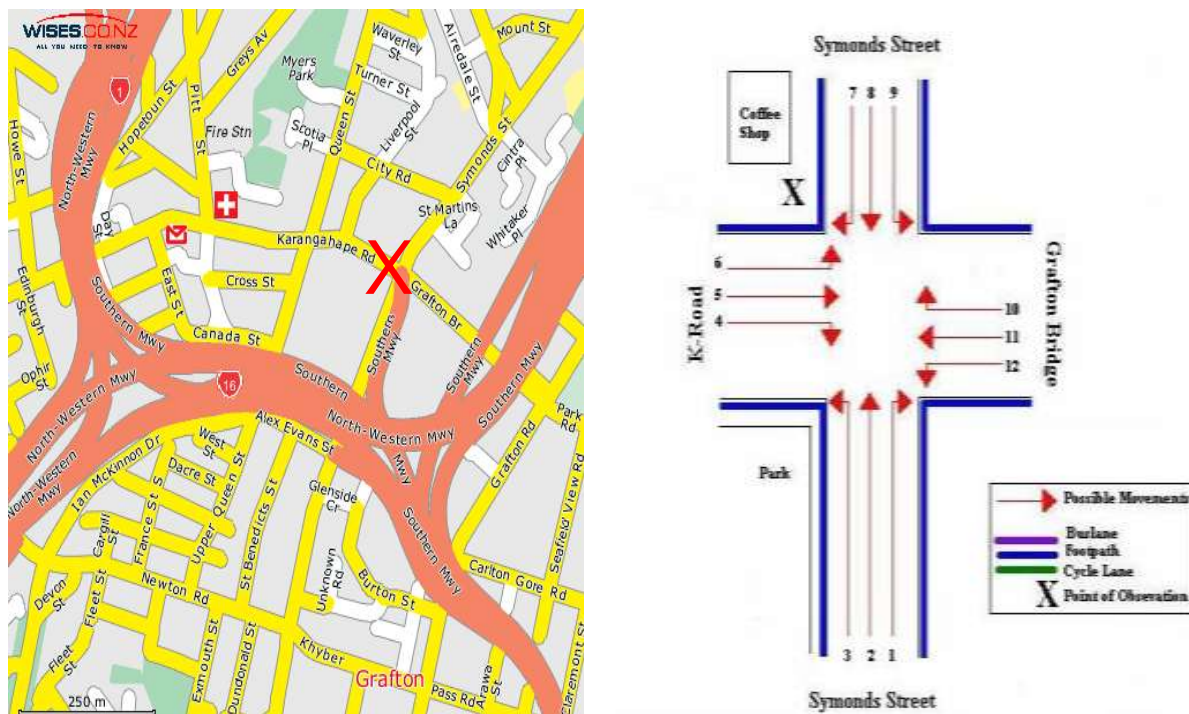 WISES.CO.NZ
ALL YOU NEED TO KNOW
Mount St
Waverley
St
Airedale St
Greys Av
Myers
Park
Turner St
Pitt
St
Queen St
Liverpool
St
1
Hopetoun St
Howe St
North-Western Mwy
Fire Stn
Scotia
Pl
Symonds St
Cintra
Pl
City Rd
St Martins
La
Whitaker
Pl
Day
St
Karangahape Rd
X
Edinburgh
St
East St
Cross St
Grafton Br
Canada St
Southern Mwy
Southern
Mwy
Southern
Mwy
Southern Mwy
Ophir
St
North-Western Mwy
16
Southern
North-Western Mwy
Park
Rd
Alex Evans St
Mwy
North-Western
Mwy
Ian McKinnon Dr
West
St
Dacre St
Grafton Rd
Seafield View Rd
Glenside
Cr
Cargill
St
France St S
Upper Queen St
St Benedicts St
Southern Mwy
Unknown
Rd
Carlton Gore Rd
Devon
St
Fleet St
Newton Rd
Burton St
Khyber
Pass Rd
Fleet
St
Exmouth St
Dundonald St
Grafton
Arawa
St
Claremont St
250 m
Symonds Street
7 8 9
Coffee
Shop
X
6
5
4
K-Road
10
11
12
Grafton Bridge
Park
Possible Movements
Burlane
Footpath
Cycle Lane
X Point of Obsevation
3 2 1
Symonds Street